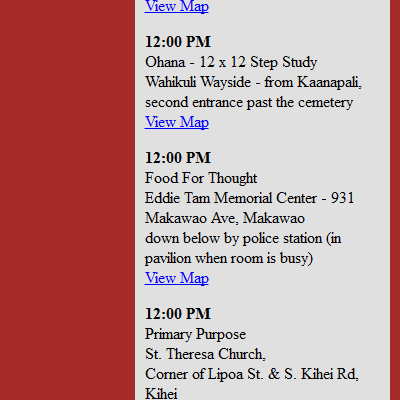 View Map
12:00 PM
Ohana - 12 x 12 Step Study
Wahikuli Wayside - from Kaanapali,
second entrance past the cemetery
View Map
12:00 PM
Food For Thought
Eddie Tam Memorial Center - 931
Makawao Ave, Makawao
down below by police station (in
pavilion when room is busy)
View Map
12:00 PM
Primary Purpose
St. Theresa Church,
Corner of Lipoa St. & S. Kihei Rd,
Kihei